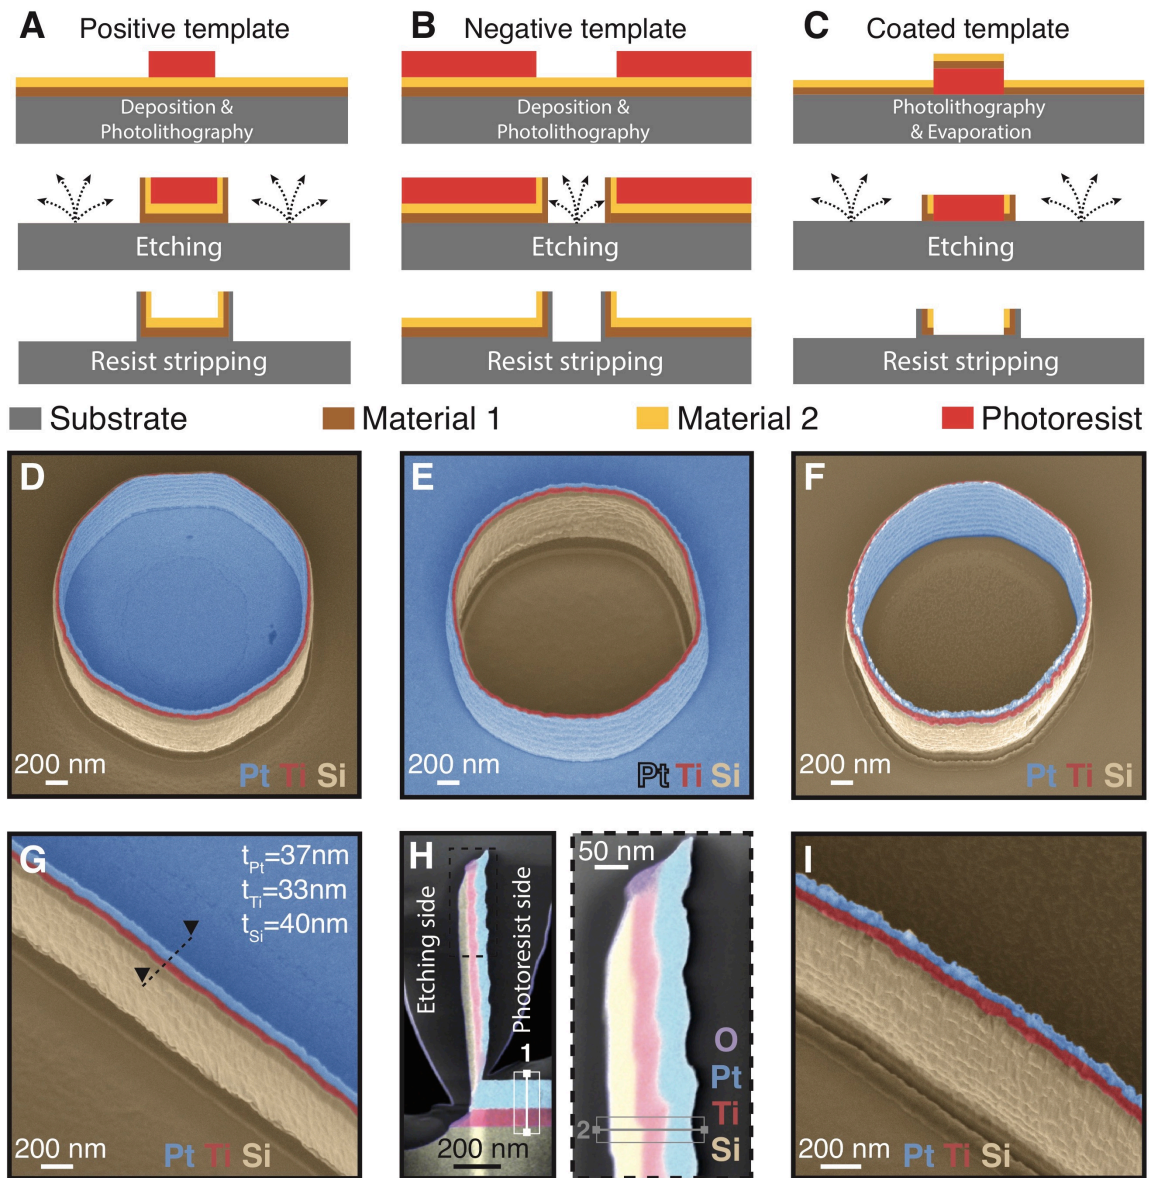 A Positive template
Deposition &
Photolithography
Etching
Resist stripping
B Negative template
Deposition &
Photolithography
Etching
Resist stripping
C Coated template
Photolithography
& Evaporation
Etching
Resist stripping
Substrate Material 1 Material 2 Photoresist
D
200 nm
Pt Ti Si
E
200 nm
Pt Ti Si
F
200 nm
Pt Ti Si
G
tPt=37nm
tTi=33nm
tSi=40nm
200 nm
Pt Ti Si
H
Etching side
Photoresist side
1
200 nm
50 nm
O
Pt
Ti
Si
2
I
200 nm
Pt Ti Si